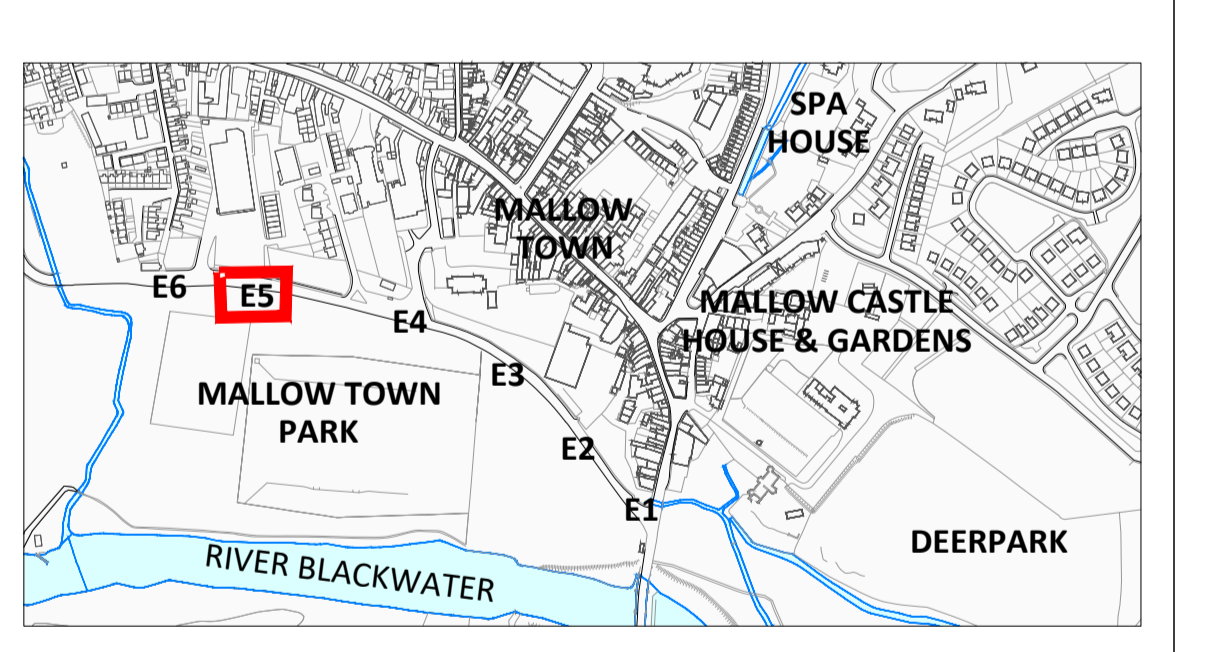 SPA
HOUSE
MALLOW
TOWN
E6
E5
E4
MALLOW CASTLE
HOUSE & GARDENS
E3
MALLOW TOWN
PARK
E2
E1
DEERPARK
RIVER BLACKWATER